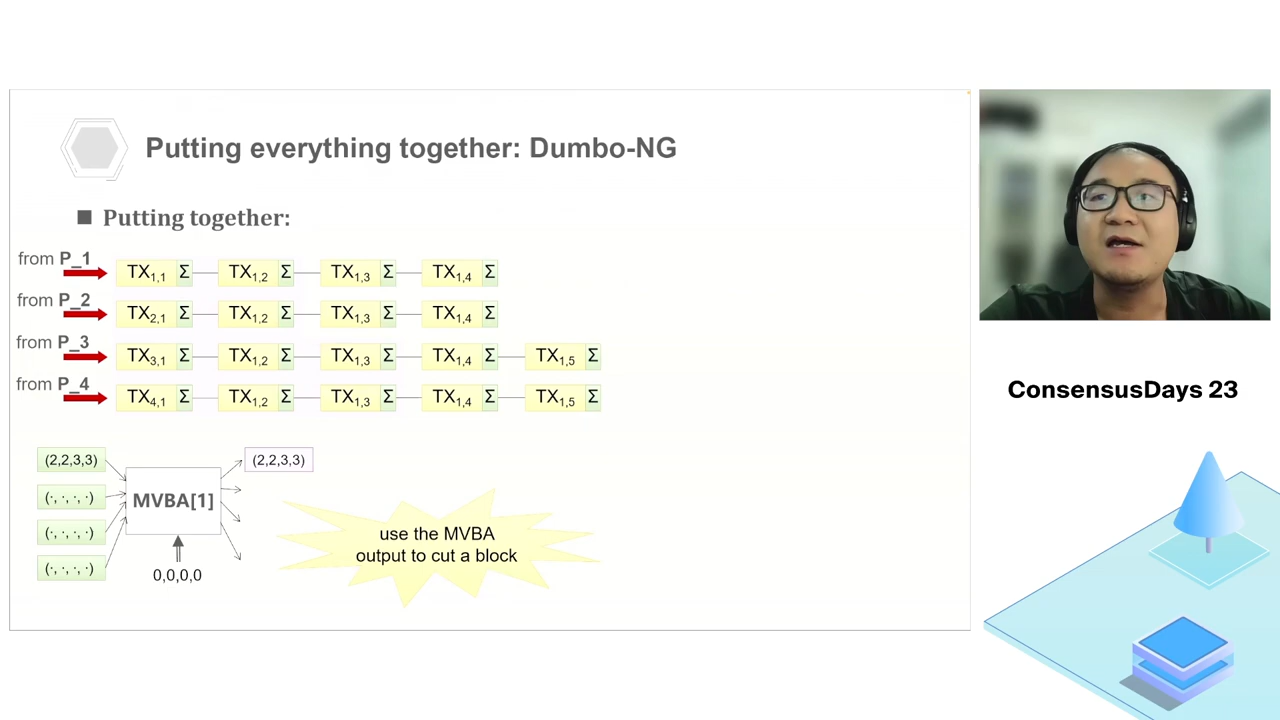 Putting everything together: Dumbo-NG
■ Putting together:
from P_1
TX1,1 Σ TX1,2 Σ TX1,3 Σ TX1,4 Σ
from P_2
TX2,1 Σ TX1,2 Σ TX1,3 Σ TX1,4 Σ
from P_3
TX3,1 Σ TX1,2 Σ TX1,3 Σ TX1,4 Σ TX1,5 Σ
from P_4
TX4,1 Σ TX1,2 Σ TX1,3 Σ TX1,4 Σ TX1,5 Σ
(2,2,3,3)
(·, ·, ·, ·)
(·, ·, ·, ·)
(·, ·, ·, ·)
MVBA[1]
0,0,0,0
(2,2,3,3)
use the MVBA
output to cut a block
ConsensusDays 23